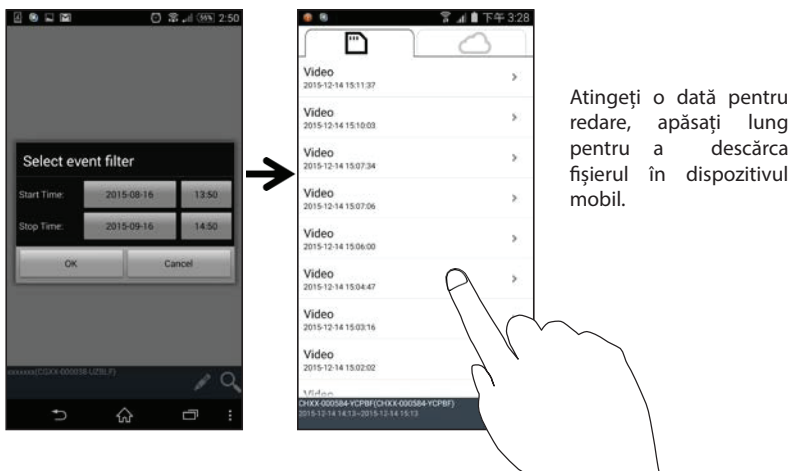 55% 2:50
Select event filter
Start Time: 2015-08-16 13:50
Stop Time: 2015-09-16 14:50
OK Cancel
下午 3:28
Video
2015-12-14 15:11:37
Video
2015-12-14 15:10:03
Video
2015-12-14 15:07:34
Video
2015-12-14 15:07:06
Video
2015-12-14 15:06:00
Video
2015-12-14 15:04:47
Video
2015-12-14 15:03:16
Video
2015-12-14 15:02:02
Video
CHXX-000584-YCPBF(CHXX-000584-YCPBF)
2015-12-14 14:13~2015-12-14 15:13
Atingeți o dată pentru
redare, apăsați lung
pentru a descărca
fișierul în dispozitivul
mobil.